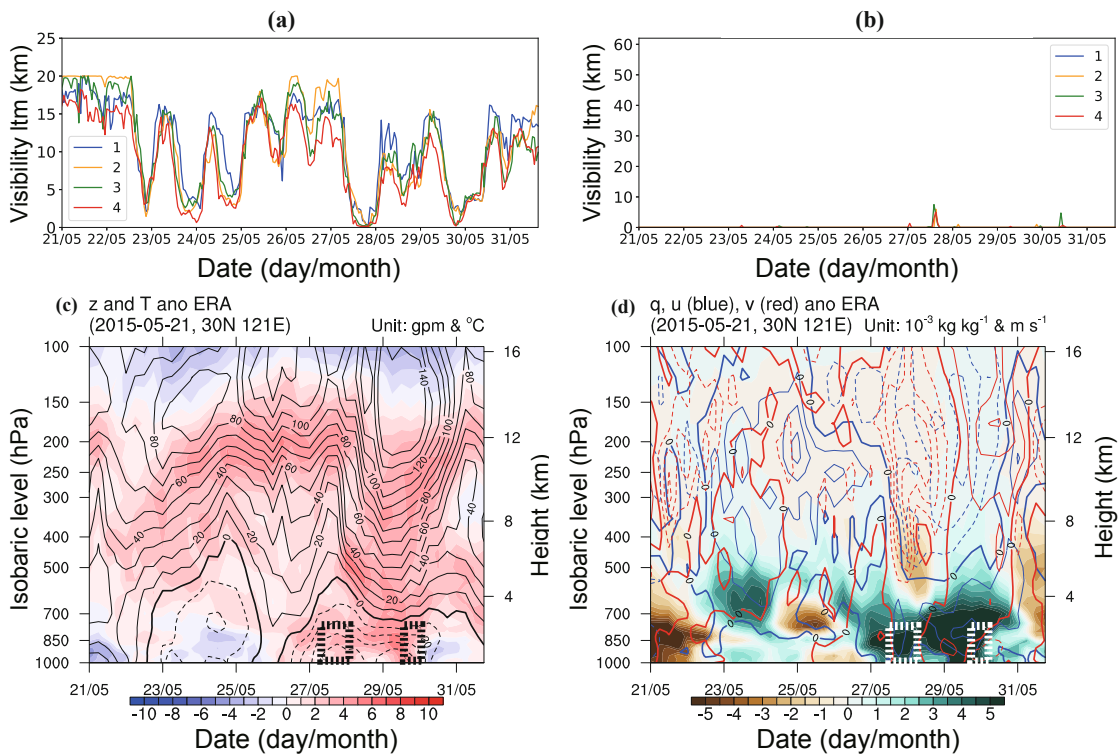 (a)
Visibility ltm (km)
25
20
15
10
5
0
1
2
3
4
21/05 22/05 23/05 24/05 25/05 26/05 27/05 28/05 29/05 30/05 31/05
Date (day/month)
(b)
Visibility ltm (km)
60
50
40
30
20
10
0
1
2
3
4
21/05 22/05 23/05 24/05 25/05 26/05 27/05 28/05 29/05 30/05 31/05
Date (day/month)
(c) z and T ano ERA
(2015-05-21, 30N 121E) Unit: gpm & °C
Isobaric level (hPa)
100
150
200
250
300
400
500
700
850
1000
16
12
8
4
Height (km)
21/05 23/05 25/05 27/05 29/05 31/05
-10 -8 -6 -4 -2 0 2 4 6 8 10
Date (day/month)
(d) q, u (blue), v (red) ano ERA
(2015-05-21, 30N 121E) Unit: 10⁻³ kg kg⁻¹ & m s⁻¹
Isobaric level (hPa)
100
150
200
250
300
400
500
700
850
1000
16
12
8
4
Height (km)
21/05 23/05 25/05 27/05 29/05 31/05
-5 -4 -3 -2 -1 0 1 2 3 4 5
Date (day/month)